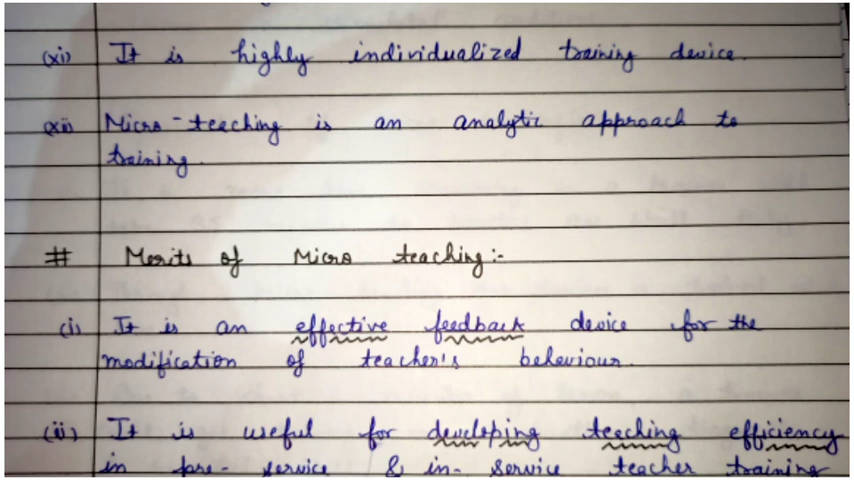 (xi) It is highly individualized training device.
(xii) Micro-teaching is an analytic approach to
training.
# Merits of Micro teaching:-
(i) It is an effective feedback device for the
modification of teacher's behaviour.
(ii) It is useful for developing teaching efficiency
in pre-service & in-service teacher training